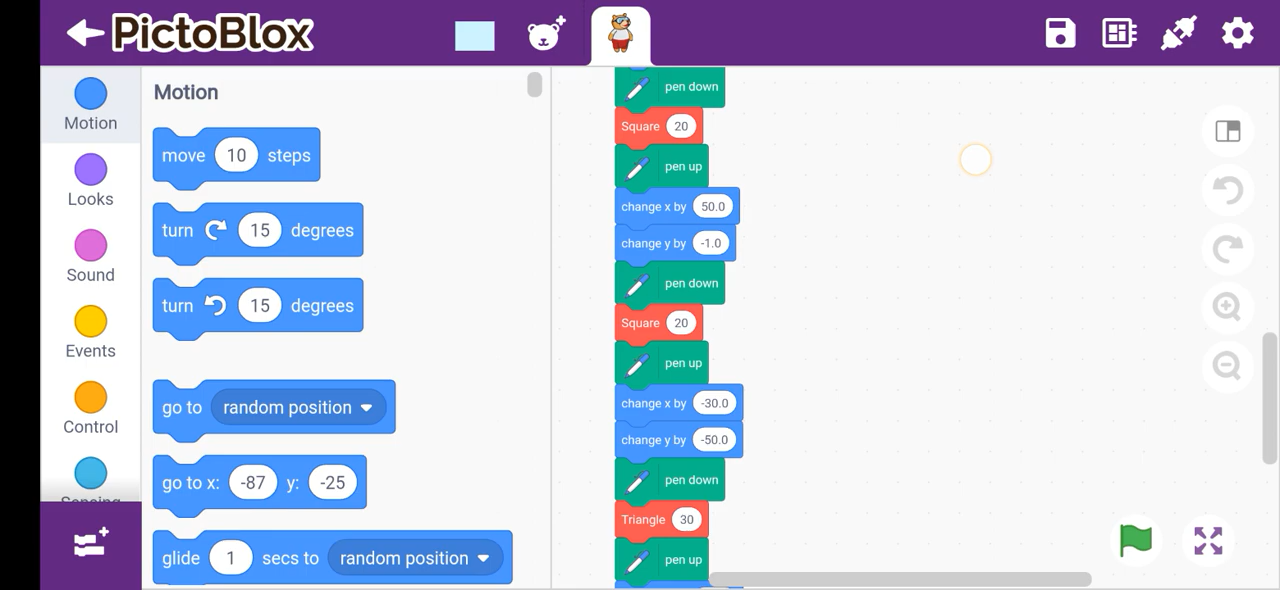 PictoBlox
Motion
Looks
Sound
Events
Control
Sensing
Motion
move 10 steps
turn 15 degrees
turn 15 degrees
go to random position
go to x: -87 y: -25
glide 1 secs to random position
pen down
Square 20
pen up
change x by 50.0
change y by -1.0
pen down
Square 20
pen up
change x by -30.0
change y by -50.0
pen down
Triangle 30
pen up